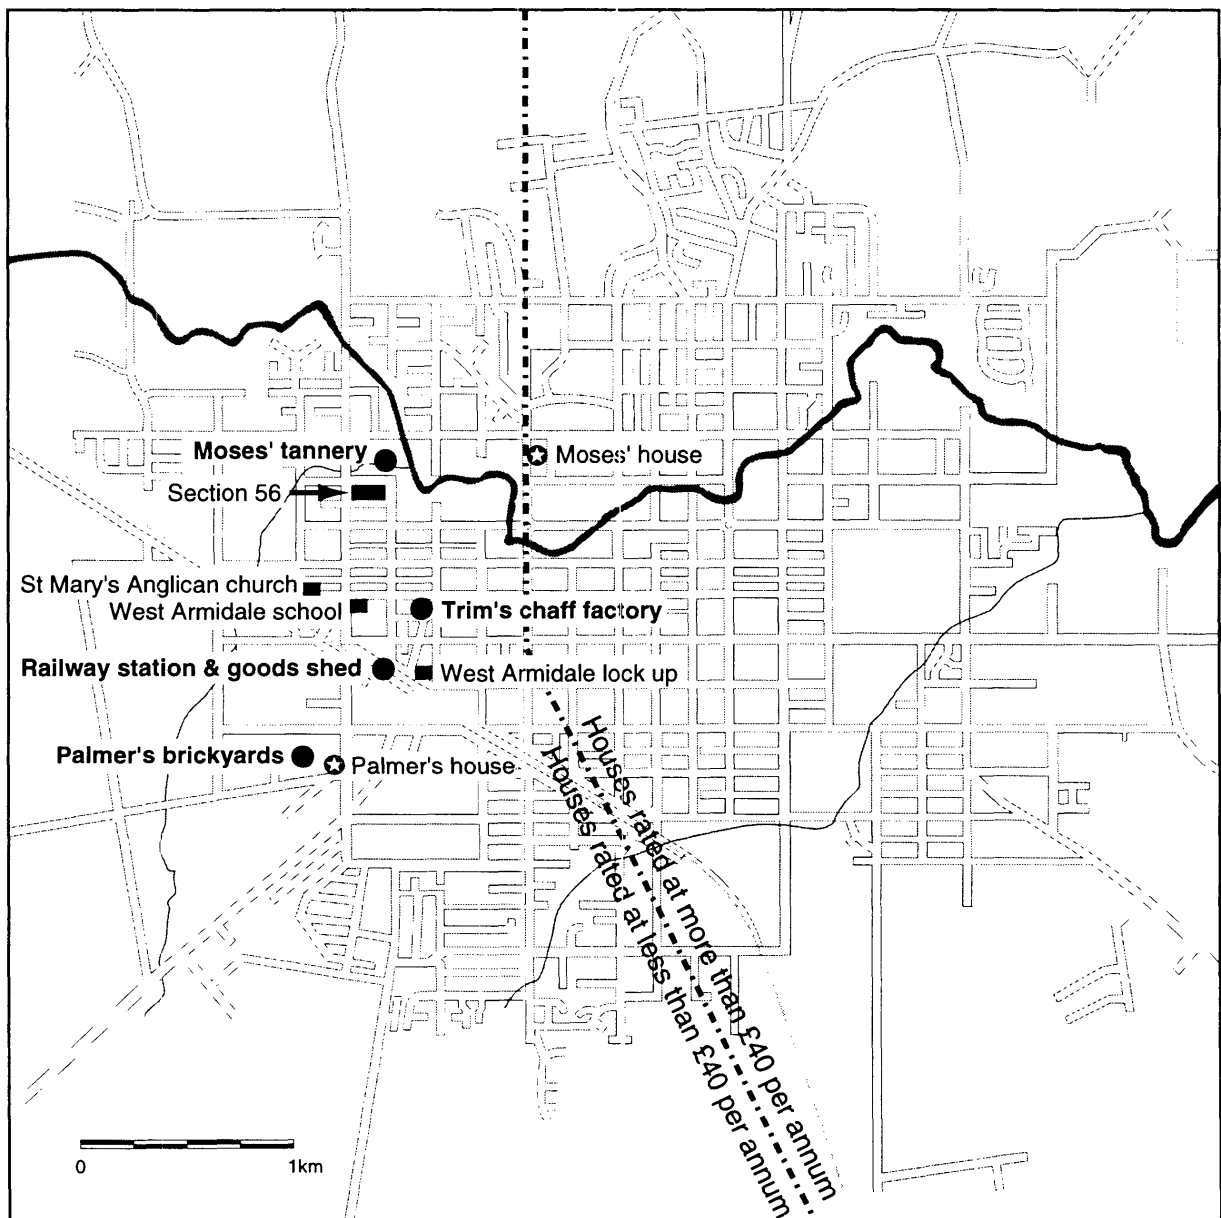 Moses' tannery
Moses' house
Section 56
St Mary's Anglican church
West Armidale school
Trim's chaff factory
Railway station & goods shed
West Armidale lock up
Palmer's brickyards
Palmer's house
Houses rated at more than £40 per annum
Houses rated at less than £40 per annum
0 1km